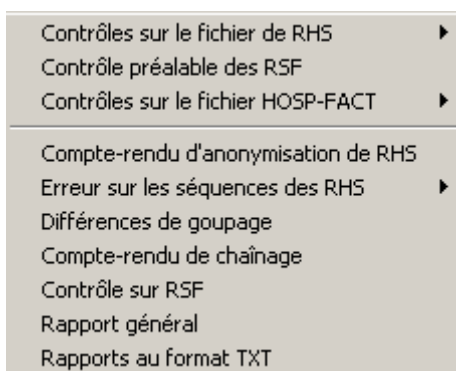 Contrôles sur le fichier de RHS
Contrôle préalable des RSF
Contrôles sur le fichier HOSP-FACT
Compte-rendu d'anonymisation de RHS
Erreur sur les séquences des RHS
Différences de goupage
Compte-rendu de chaînage
Contrôle sur RSF
Rapport général
Rapports au format TXT